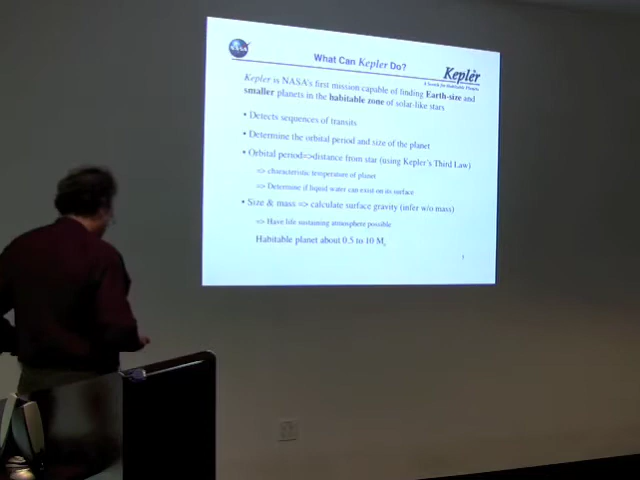 NASA
What Can Kepler Do?
Kepler
A Search for Habitable Planets
Kepler is NASA's first mission capable of finding Earth-size and
smaller planets in the habitable zone of solar-like stars
• Detects sequences of transits
• Determine the orbital period and size of the planet
• Orbital period=>distance from star (using Kepler's Third Law)
=> characteristic temperature of planet
=> Determine if liquid water can exist on its surface
• Size & mass => calculate surface gravity (infer w/o mass)
=> Have life sustaining atmosphere possible
Habitable planet about 0.5 to 10 M